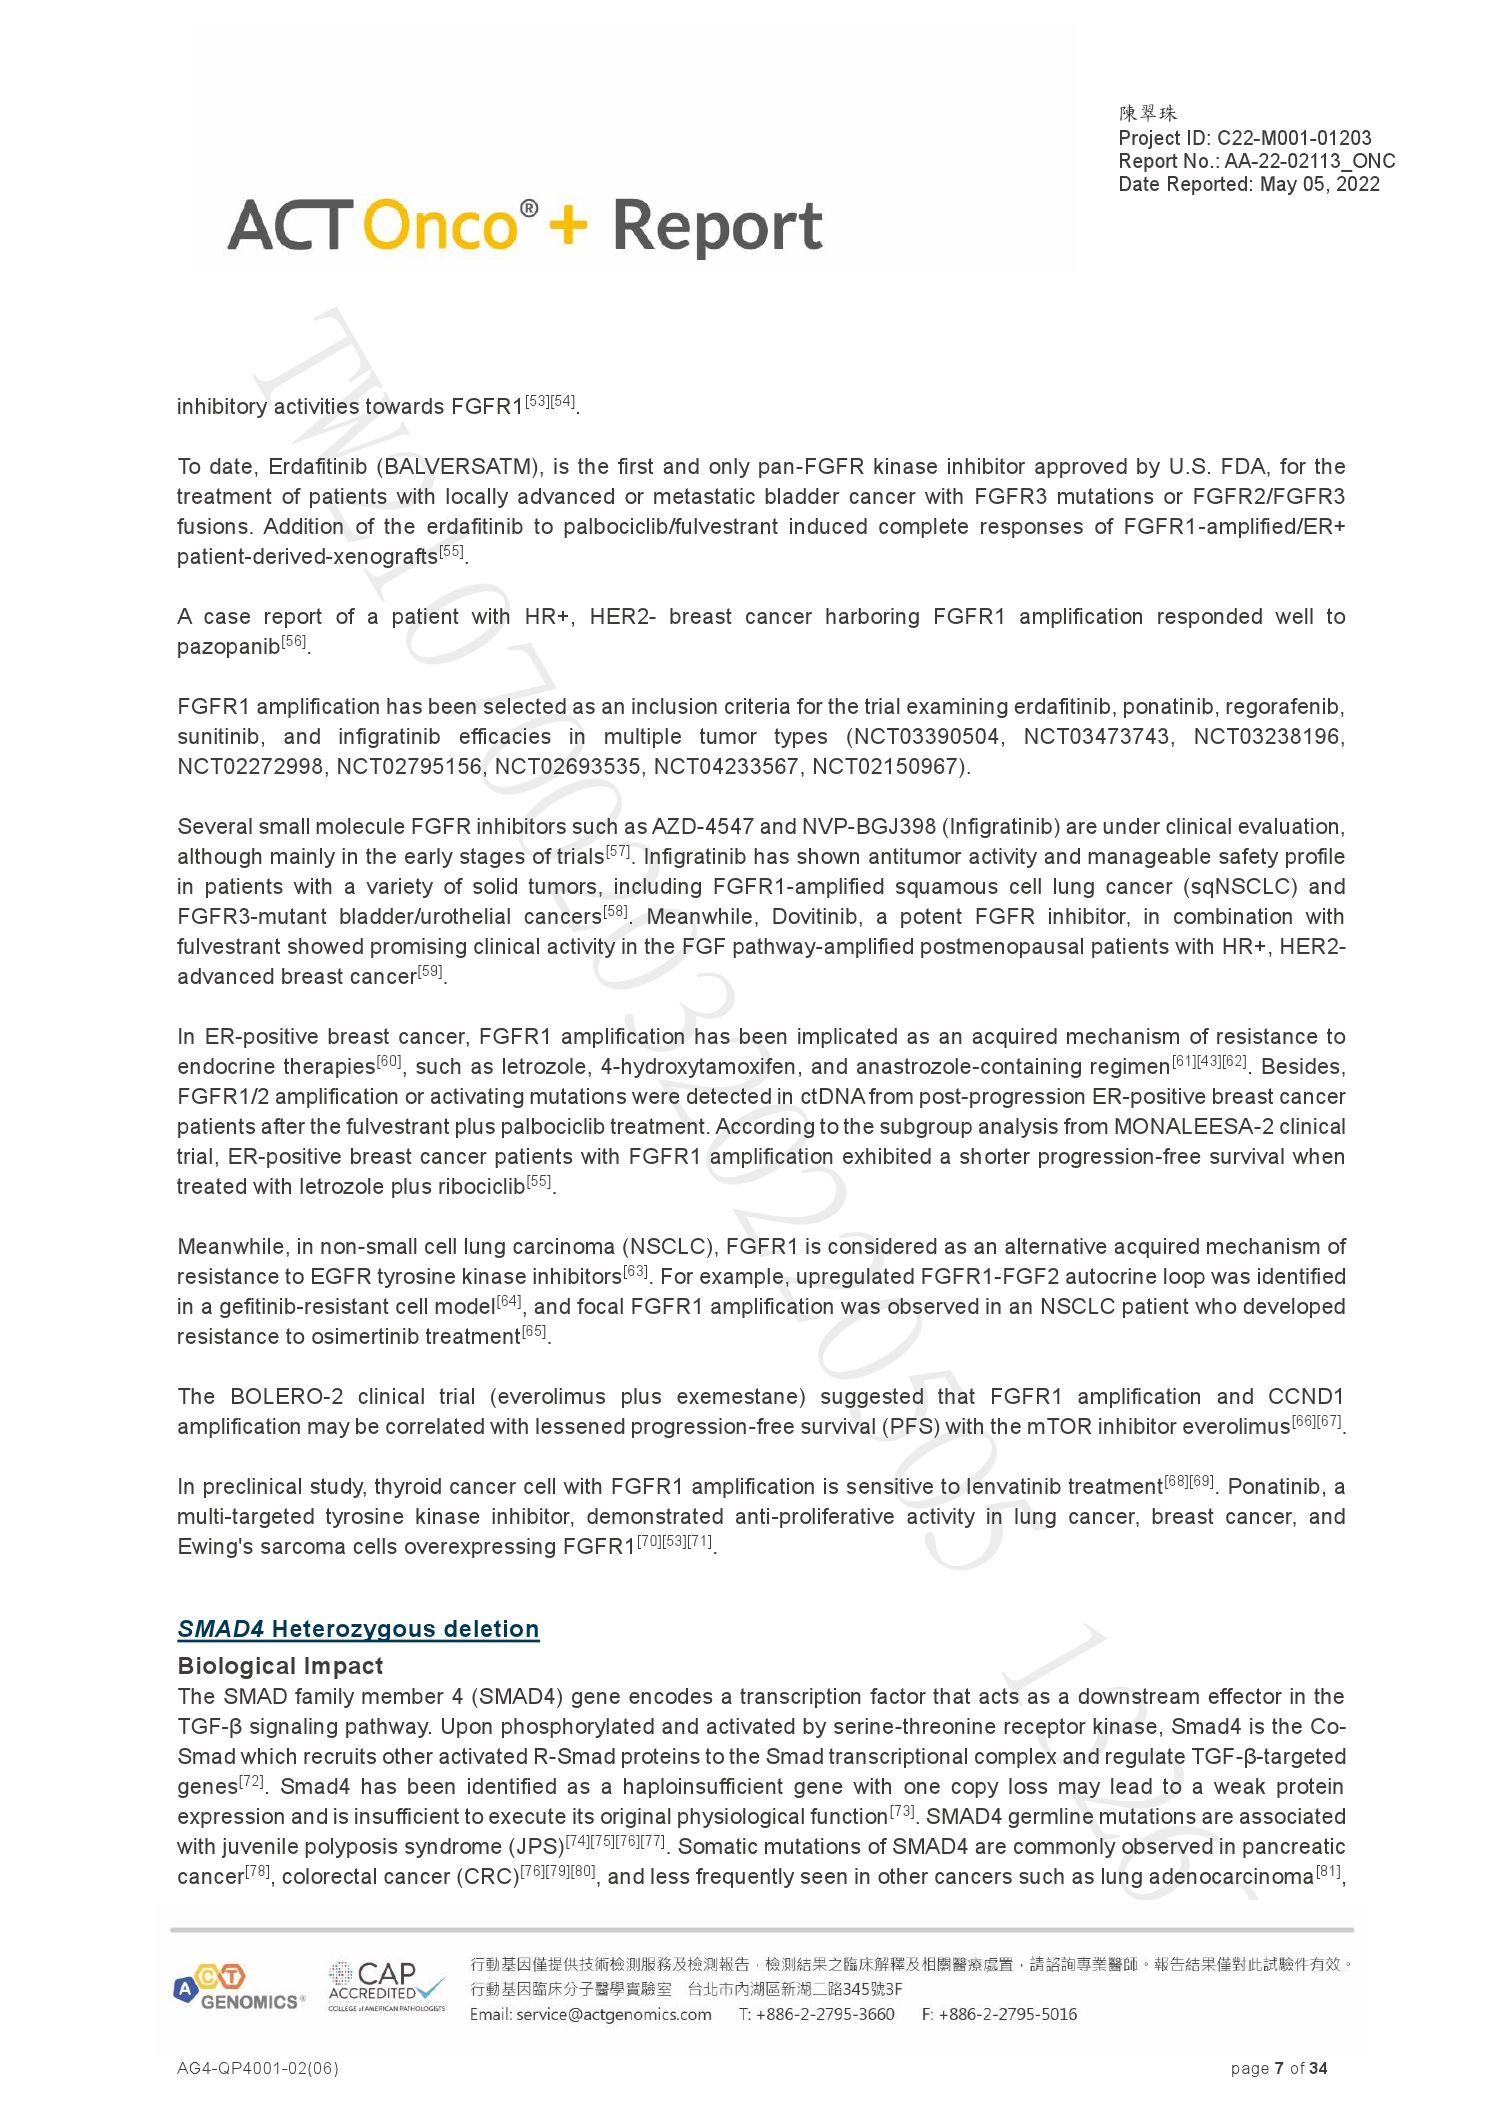 陳翠珠
Project ID: C22-M001-01203
Report No.: AA-22-02113_ONC
Date Reported: May 05, 2022
ACT Onco®+ Report
inhibitory activities towards FGFR1[53][54].
To date, Erdafitinib (BALVERSATM), is the first and only pan-FGFR kinase inhibitor approved by U.S. FDA, for the
treatment of patients with locally advanced or metastatic bladder cancer with FGFR3 mutations or FGFR2/FGFR3
fusions. Addition of the erdafitinib to palbociclib/fulvestrant induced complete responses of FGFR1-amplified/ER+
patient-derived-xenografts[55].
A case report of a patient with HR+, HER2- breast cancer harboring FGFR1 amplification responded well to
pazopanib[56].
FGFR1 amplification has been selected as an inclusion criteria for the trial examining erdafitinib, ponatinib, regorafenib,
sunitinib, and infigratinib efficacies in multiple tumor types (NCT03390504, NCT03473743, NCT03238196,
NCT02272998, NCT02795156, NCT02693535, NCT04233567, NCT02150967).
Several small molecule FGFR inhibitors such as AZD-4547 and NVP-BGJ398 (Infigratinib) are under clinical evaluation,
although mainly in the early stages of trials[57]. Infigratinib has shown antitumor activity and manageable safety profile
in patients with a variety of solid tumors, including FGFR1-amplified squamous cell lung cancer (sqNSCLC) and
FGFR3-mutant bladder/urothelial cancers[58]. Meanwhile, Dovitinib, a potent FGFR inhibitor, in combination with
fulvestrant showed promising clinical activity in the FGF pathway-amplified postmenopausal patients with HR+, HER2-
advanced breast cancer[59].
In ER-positive breast cancer, FGFR1 amplification has been implicated as an acquired mechanism of resistance to
endocrine therapies[60], such as letrozole, 4-hydroxytamoxifen, and anastrozole-containing regimen[61][43][62]. Besides,
FGFR1/2 amplification or activating mutations were detected in ctDNA from post-progression ER-positive breast cancer
patients after the fulvestrant plus palbociclib treatment. According to the subgroup analysis from MONALEESA-2 clinical
trial, ER-positive breast cancer patients with FGFR1 amplification exhibited a shorter progression-free survival when
treated with letrozole plus ribociclib[55].
Meanwhile, in non-small cell lung carcinoma (NSCLC), FGFR1 is considered as an alternative acquired mechanism of
resistance to EGFR tyrosine kinase inhibitors[63]. For example, upregulated FGFR1-FGF2 autocrine loop was identified
in a gefitinib-resistant cell model[64], and focal FGFR1 amplification was observed in an NSCLC patient who developed
resistance to osimertinib treatment[65].
The BOLERO-2 clinical trial (everolimus plus exemestane) suggested that FGFR1 amplification and CCND1
amplification may be correlated with lessened progression-free survival (PFS) with the mTOR inhibitor everolimus[66][67].
In preclinical study, thyroid cancer cell with FGFR1 amplification is sensitive to lenvatinib treatment[68][69]. Ponatinib, a
multi-targeted tyrosine kinase inhibitor, demonstrated anti-proliferative activity in lung cancer, breast cancer, and
Ewing's sarcoma cells overexpressing FGFR1[70][53][71].
SMAD4 Heterozygous deletion
Biological Impact
The SMAD family member 4 (SMAD4) gene encodes a transcription factor that acts as a downstream effector in the
TGF-β signaling pathway. Upon phosphorylated and activated by serine-threonine receptor kinase, Smad4 is the Co-
Smad which recruits other activated R-Smad proteins to the Smad transcriptional complex and regulate TGF-β-targeted
genes[72]. Smad4 has been identified as a haploinsufficient gene with one copy loss may lead to a weak protein
expression and is insufficient to execute its original physiological function[73]. SMAD4 germline mutations are associated
with juvenile polyposis syndrome (JPS)[74][75][76][77]. Somatic mutations of SMAD4 are commonly observed in pancreatic
cancer[78], colorectal cancer (CRC)[76][79][80], and less frequently seen in other cancers such as lung adenocarcinoma[81],
ACT GENOMICS®
CAP ACCREDITED
COLLEGE of AMERICAN PATHOLOGISTS
行動基因僅提供技術檢測服務及檢測報告，檢測結果之臨床解釋及相關醫療處置，請諮詢專業醫師。報告結果僅對此試驗件有效。
行動基因臨床分子醫學實驗室 台北市內湖區新湖二路345號3F
Email: service@actgenomics.com T: +886-2-2795-3660 F: +886-2-2795-5016
AG4-QP4001-02(06)
page 7 of 34